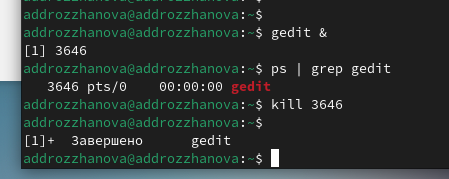 addrozzhanova@addrozzhanova:~$
addrozzhanova@addrozzhanova:~$ gedit &
[1] 3646
addrozzhanova@addrozzhanova:~$ ps | grep gedit
3646 pts/0 00:00:00 gedit
addrozzhanova@addrozzhanova:~$ kill 3646
addrozzhanova@addrozzhanova:~$
[1]+ Завершено gedit
addrozzhanova@addrozzhanova:~$